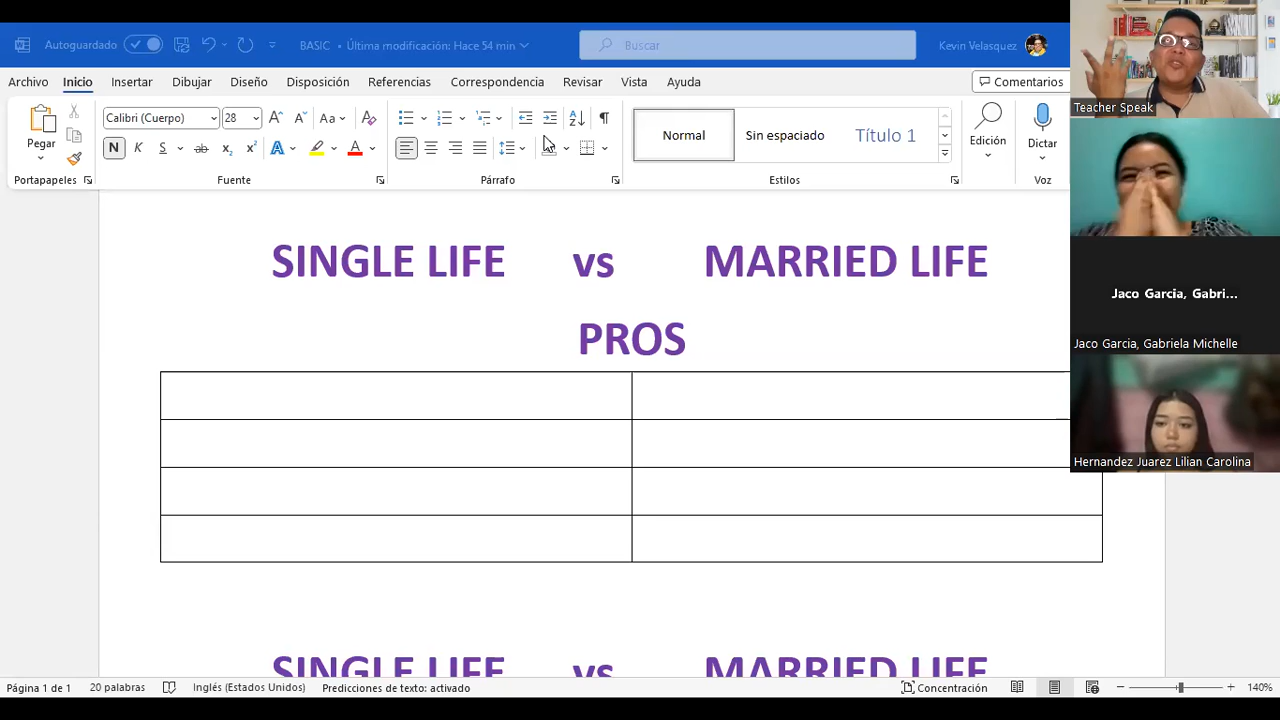 Autoguardado
BASIC • Última modificación: Hace 54 min
Buscar
Kevin Velasquez
Archivo Inicio Insertar Dibujar Diseño Disposición Referencias Correspondencia Revisar Vista Ayuda
Comentarios
Pegar
Calibri (Cuerpo) 28
Normal Sin espaciado Título 1
Edición
Dictar
Portapapeles Fuente Párrafo Estilos Voz
Teacher Speak
SINGLE LIFE vs MARRIED LIFE
PROS
Jaco Garcia, Gabri...
Jaco Garcia, Gabriela Michelle
Hernandez Juarez Lilian Carolina
SINGLE LIFE vs MARRIED LIFE
Página 1 de 1 20 palabras Inglés (Estados Unidos) Predicciones de texto: activado Concentración 140%